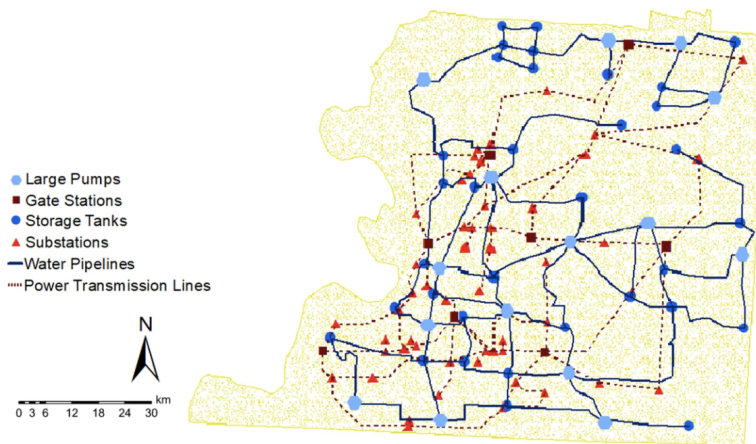 Large Pumps
Gate Stations
Storage Tanks
Substations
Water Pipelines
Power Transmission Lines
N
km
0 3 6 12 18 24 30